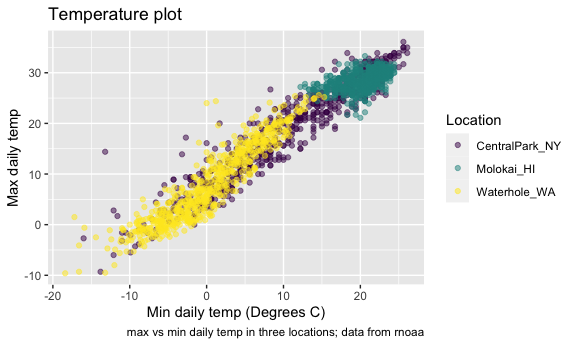 Temperature plot
Max daily temp
30
20
10
0
-10
-20
-10
0
10
20
Min daily temp (Degrees C)
Location
CentralPark_NY
Molokai_HI
Waterhole_WA
max vs min daily temp in three locations; data from rnoaa